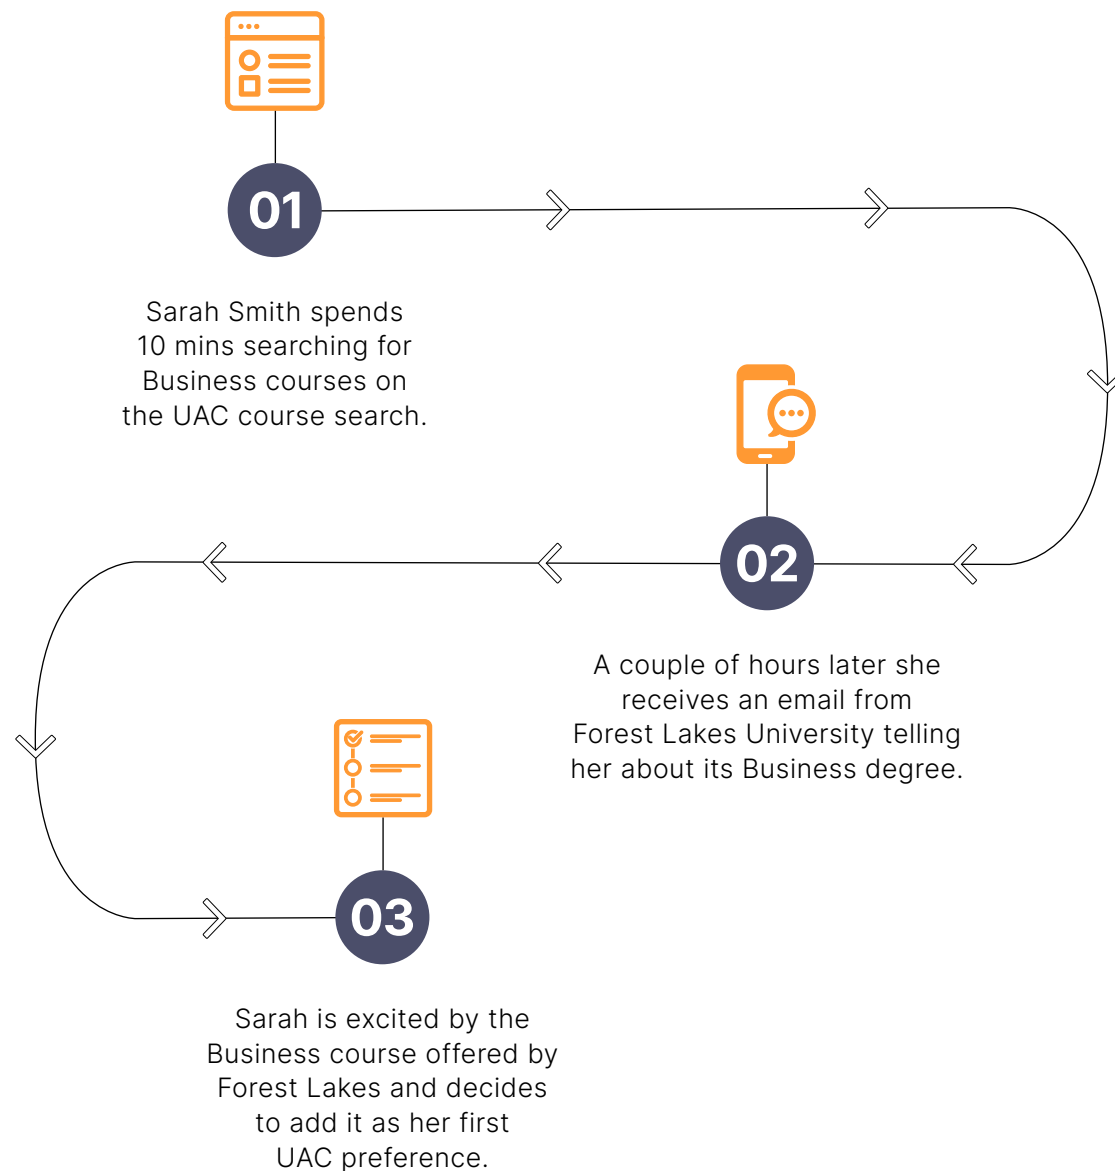 01
Sarah Smith spends
10 mins searching for
Business courses on
the UAC course search.
02
A couple of hours later she
receives an email from
Forest Lakes University telling
her about its Business degree.
03
Sarah is excited by the
Business course offered by
Forest Lakes and decides
to add it as her first
UAC preference.